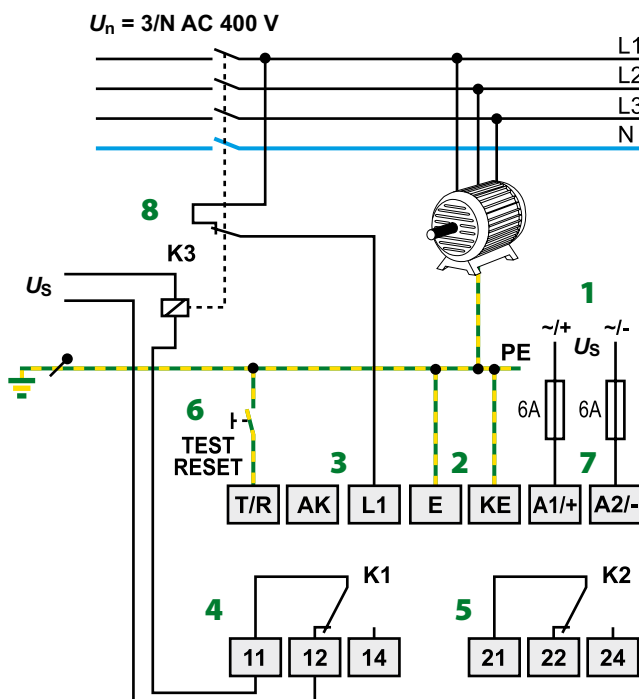 Un = 3/N AC 400 V
L1
L2
L3
N
8
K3
US
1
~/+ US ~/-
PE
6A 6A
6
TEST
RESET
3 2 7
T/R AK L1 E KE A1/+ A2/-
K1 K2
4 5
11 12 14 21 22 24